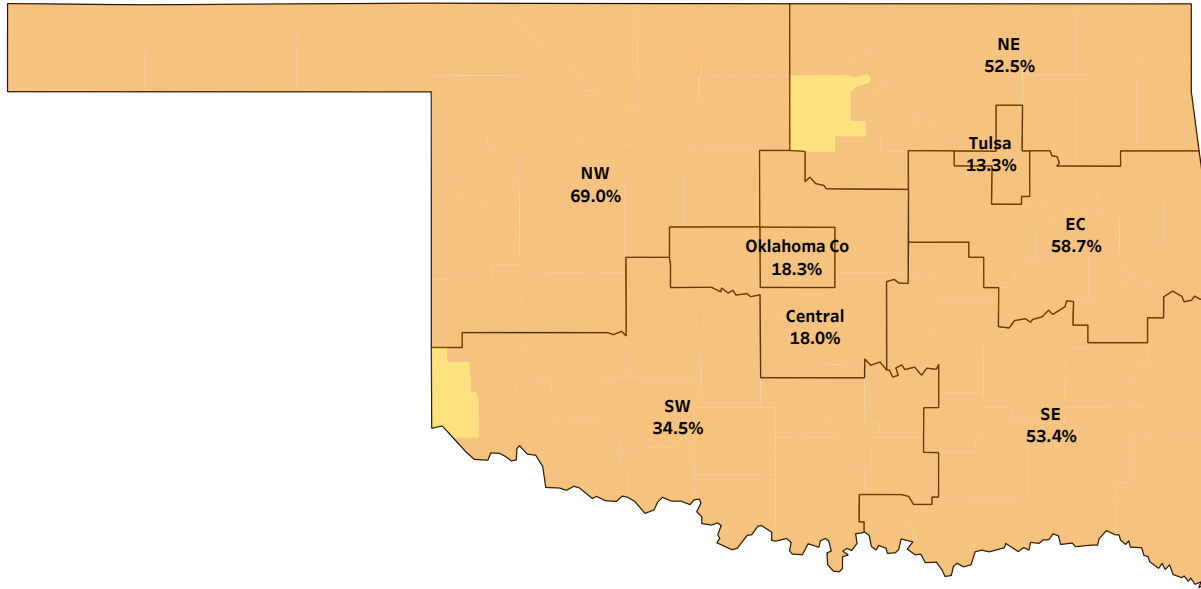 NE
52.5%
Tulsa
13.3%
NW
69.0%
EC
58.7%
Oklahoma Co
18.3%
Central
18.0%
SW
34.5%
SE
53.4%